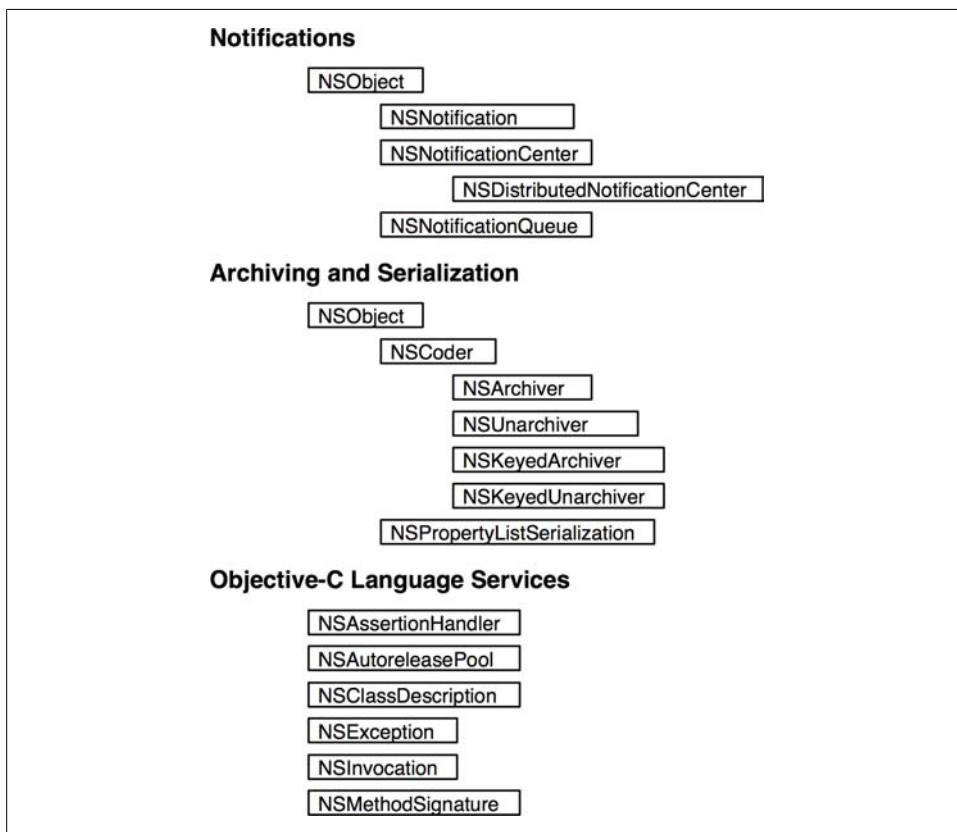 Notifications
NSObject
NSNotification
NSNotificationCenter
NSDistributedNotificationCenter
NSNotificationQueue
Archiving and Serialization
NSObject
NSCoder
NSArchiver
NSUnarchiver
NSKeyedArchiver
NSKeyedUnarchiver
NSPropertyListSerialization
Objective-C Language Services
NSAssertionHandler
NSAutoreleasePool
NSClassDescription
NSException
NSInvocation
NSMethodSignature